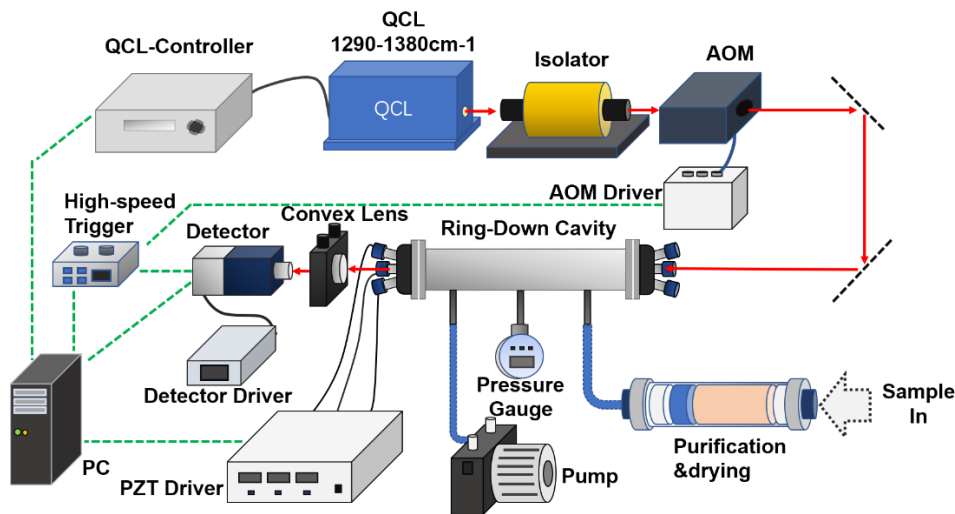 QCL
1290-1380cm-1
QCL-Controller
Isolator
AOM
QCL
AOM Driver
High-speed
Trigger
Detector
Convex Lens
Ring-Down Cavity
Detector Driver
Pressure
Gauge
Sample
In
Purification
&drying
PC
PZT Driver
Pump